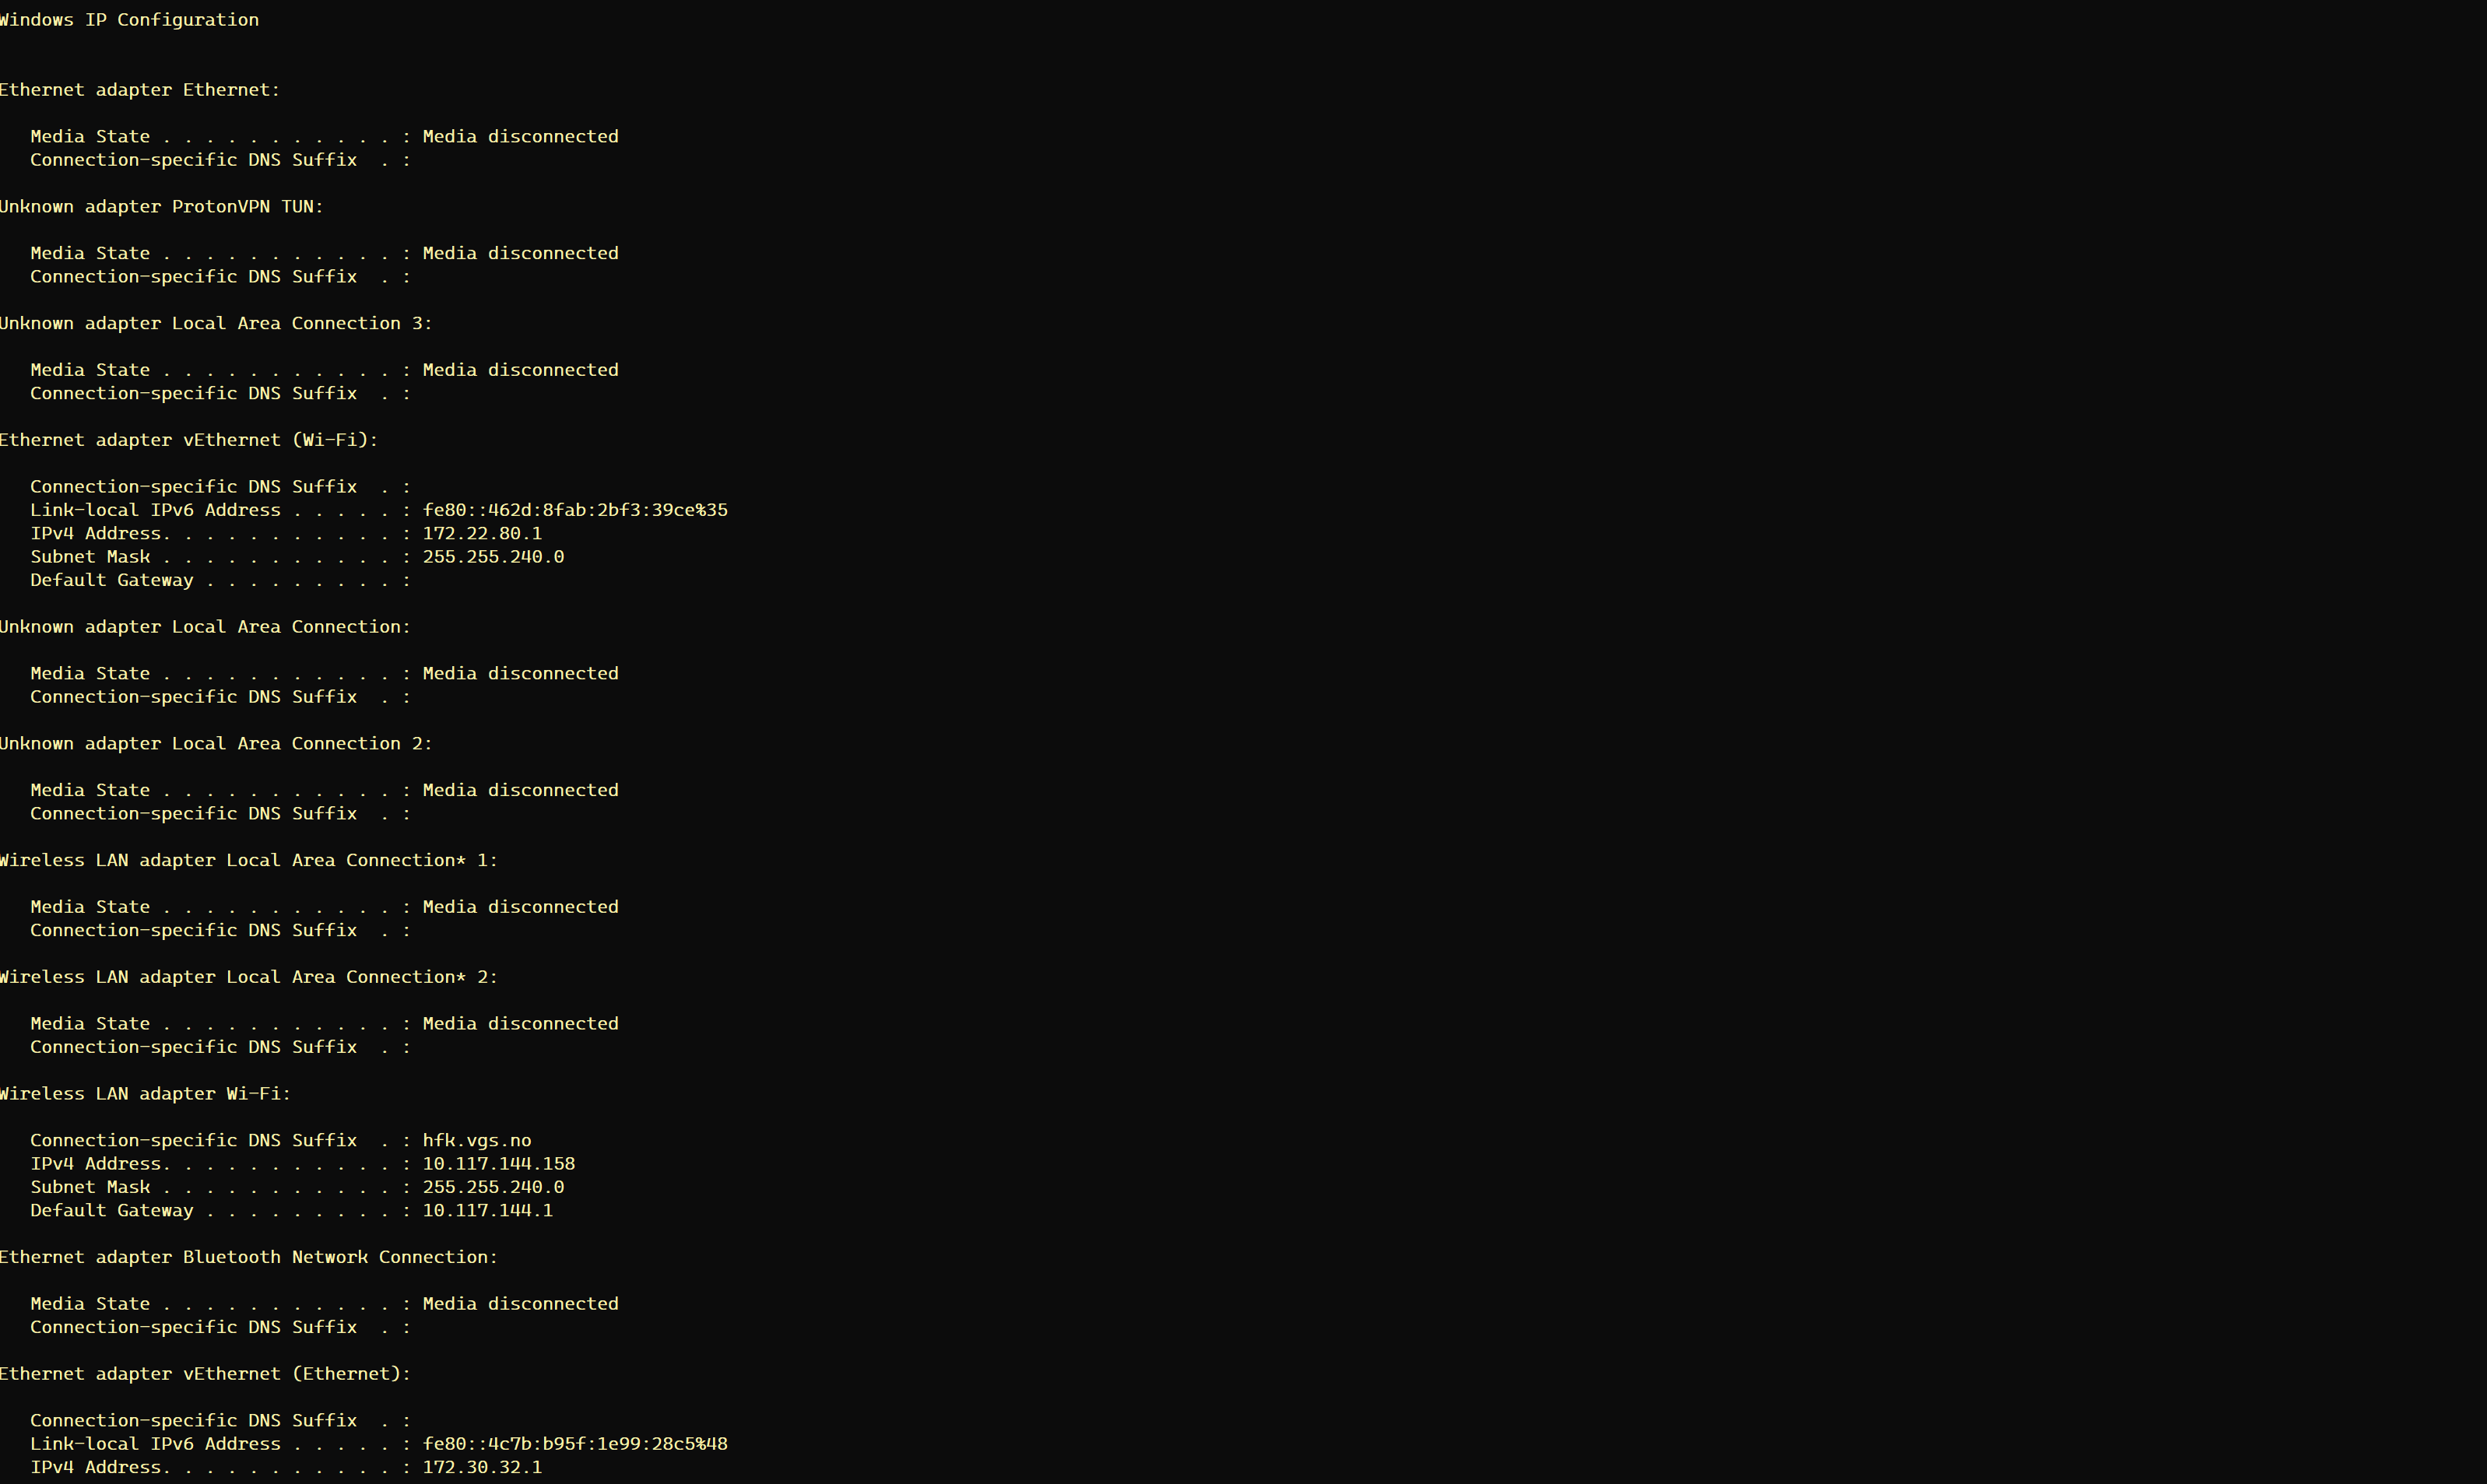 Windows IP Configuration
Ethernet adapter Ethernet:
   Media State . . . . . . . . . . . : Media disconnected
   Connection-specific DNS Suffix  . :
Unknown adapter ProtonVPN TUN:
   Media State . . . . . . . . . . . : Media disconnected
   Connection-specific DNS Suffix  . :
Unknown adapter Local Area Connection 3:
   Media State . . . . . . . . . . . : Media disconnected
   Connection-specific DNS Suffix  . :
Ethernet adapter vEthernet (Wi-Fi):
   Connection-specific DNS Suffix  . :
   Link-local IPv6 Address . . . . . : fe80::462d:8fab:2bf3:39ce%35
   IPv4 Address. . . . . . . . . . . : 172.22.80.1
   Subnet Mask . . . . . . . . . . . : 255.255.240.0
   Default Gateway . . . . . . . . . :
Unknown adapter Local Area Connection:
   Media State . . . . . . . . . . . : Media disconnected
   Connection-specific DNS Suffix  . :
Unknown adapter Local Area Connection 2:
   Media State . . . . . . . . . . . : Media disconnected
   Connection-specific DNS Suffix  . :
Wireless LAN adapter Local Area Connection* 1:
   Media State . . . . . . . . . . . : Media disconnected
   Connection-specific DNS Suffix  . :
Wireless LAN adapter Local Area Connection* 2:
   Media State . . . . . . . . . . . : Media disconnected
   Connection-specific DNS Suffix  . :
Wireless LAN adapter Wi-Fi:
   Connection-specific DNS Suffix  . : hfk.vgs.no
   IPv4 Address. . . . . . . . . . . : 10.117.144.158
   Subnet Mask . . . . . . . . . . . : 255.255.240.0
   Default Gateway . . . . . . . . . : 10.117.144.1
Ethernet adapter Bluetooth Network Connection:
   Media State . . . . . . . . . . . : Media disconnected
   Connection-specific DNS Suffix  . :
Ethernet adapter vEthernet (Ethernet):
   Connection-specific DNS Suffix  . :
   Link-local IPv6 Address . . . . . : fe80::4c7b:b95f:1e99:28c5%48
   IPv4 Address. . . . . . . . . . . : 172.30.32.1